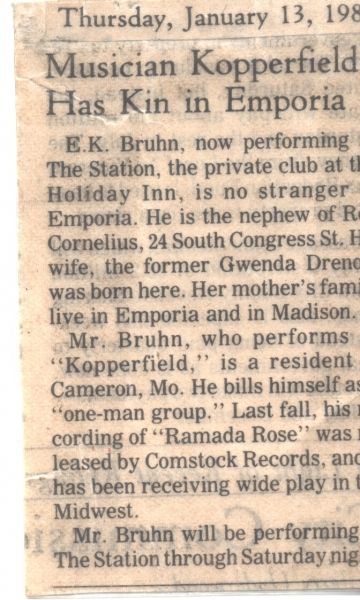 Thursday, January 13, 198
Musician Kopperfield
Has Kin in Emporia
E.K. Bruhn, now performing
The Station, the private club at th
Holiday Inn, is no stranger
Emporia. He is the nephew of R
Cornelius, 24 South Congress St. H
wife, the former Gwenda Dreno
was born here. Her mother's fami
live in Emporia and in Madison.
Mr. Bruhn, who performs
"Kopperfield," is a resident
Cameron, Mo. He bills himself as
"one-man group." Last fall, his r
cording of "Ramada Rose" was r
leased by Comstock Records, and
has been receiving wide play in t
Midwest.
Mr. Bruhn will be performing
The Station through Saturday nig